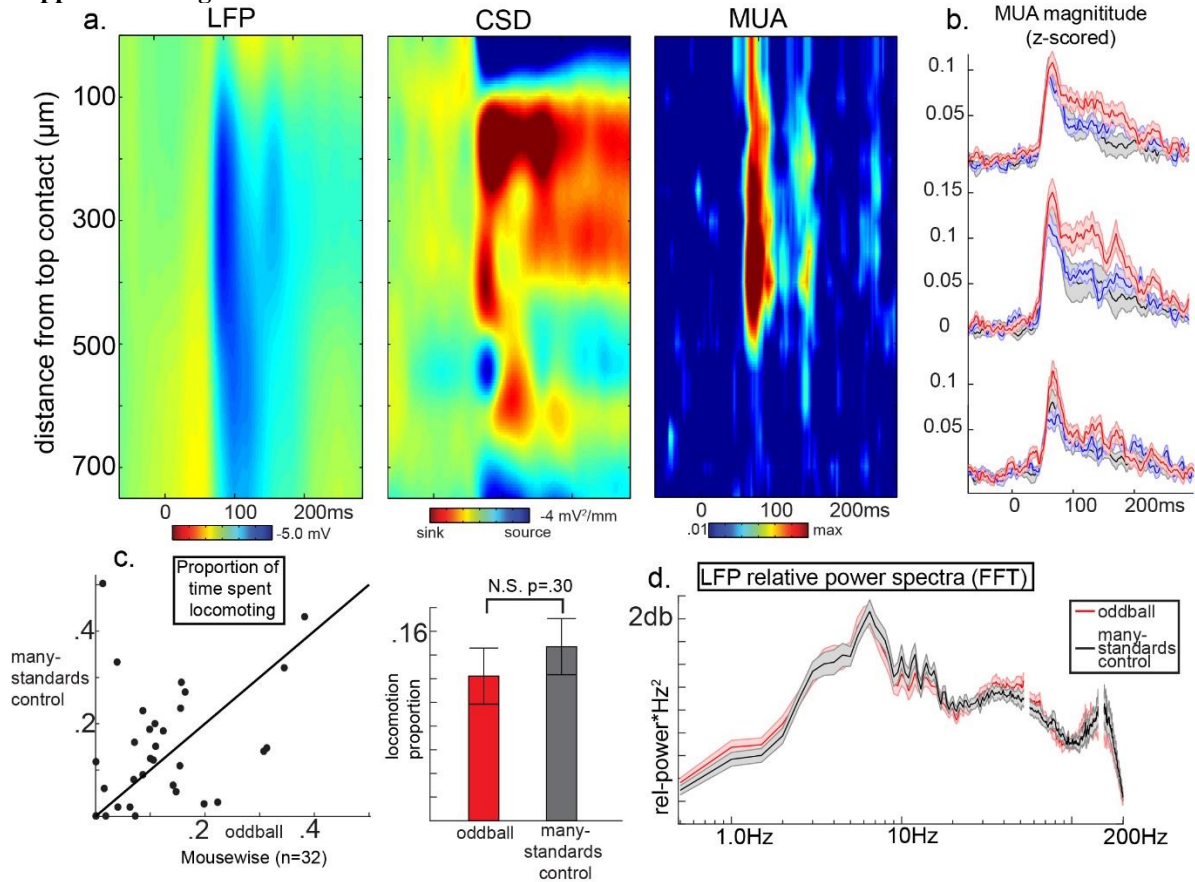 a.
LFP
CSD
MUA
b.
MUA magnititude
(z-scored)
distance from top contact (µm)
100
300
500
700
0
100
200ms
-5.0 mV
sink
source
-4 mV²/mm
0
100
200ms
.01
max
0.1
0.05
0.15
0.1
0.05
0
0.1
0.05
0
100
200ms
c.
Proportion of
time spent
locomoting
.4
many-
standards
control
.2
.2
oddball
.4
Mousewise (n=32)
N.S. p=.30
.16
locomotion
proportion
oddball
many-
standards
control
d.
LFP relative power spectra (FFT)
2db
rel-power*Hz²
oddball
many-
standards
control
1.0Hz
10Hz
200Hz